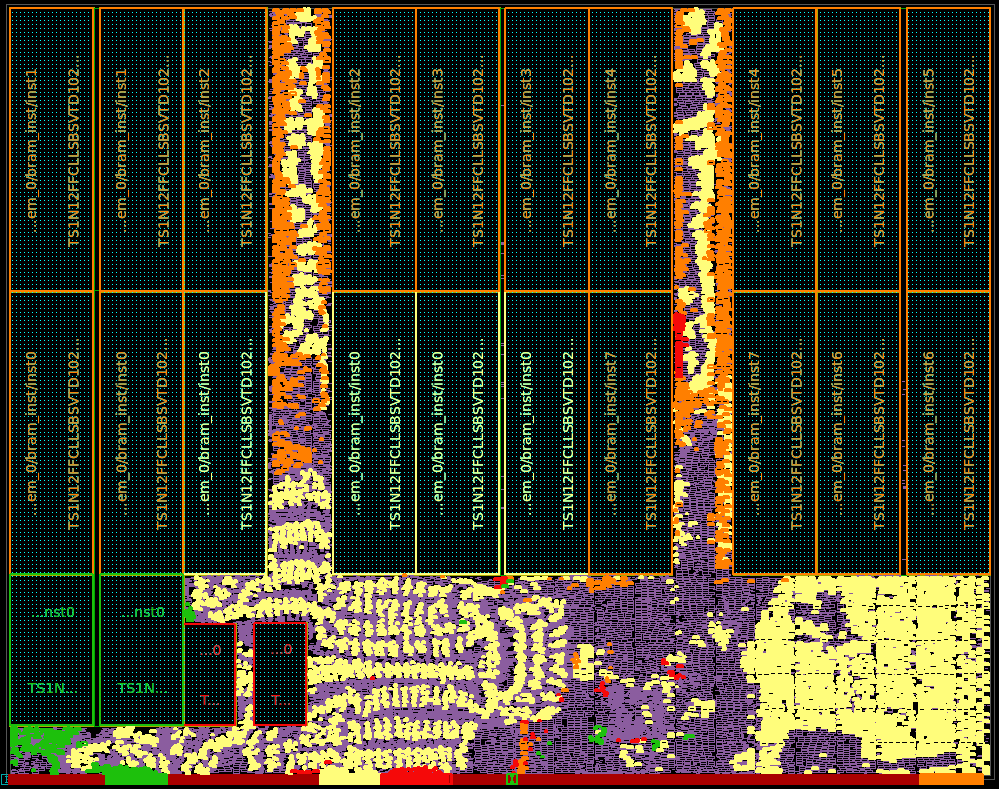 ...em_0/bram_inst/inst1
TS1N12FFCLLSBSVTD102...
...em_0/bram_inst/inst1
...em_0/bram_inst/inst2
TS1N12FFCLLSBSVTD102...
...em_0/bram_inst/inst2
TS1N12FFCLLSBSVTD102...
...em_0/bram_inst/inst3
TS1N12FFCLLSBSVTD102...
...em_0/bram_inst/inst3
TS1N12FFCLLSBSVTD102...
...em_0/bram_inst/inst4
TS1N12FFCLLSBSVTD102...
...em_0/bram_inst/inst4
TS1N12FFCLLSBSVTD102...
...em_0/bram_inst/inst5
TS1N12FFCLLSBSVTD102...
...em_0/bram_inst/inst5
TS1N12FFCLLSBSVTD102...
...em_0/bram_inst/inst0
TS1N12FFCLLSBSVTD102...
...em_0/bram_inst/inst0
TS1N12FFCLLSBSVTD102...
...em_0/bram_inst/inst0
TS1N12FFCLLSBSVTD102...
...em_0/bram_inst/inst0
TS1N12FFCLLSBSVTD102...
...em_0/bram_inst/inst0
TS1N12FFCLLSBSVTD102...
...em_0/bram_inst/inst0
TS1N12FFCLLSBSVTD102...
...em_0/bram_inst/inst7
TS1N12FFCLLSBSVTD102...
...em_0/bram_inst/inst7
TS1N12FFCLLSBSVTD102...
...em_0/bram_inst/inst6
TS1N12FFCLLSBSVTD102...
...em_0/bram_inst/inst6
TS1N12FFCLLSBSVTD102...
...nst0
TS1N...
...nst0
TS1N...
...0
T...
...0
T...